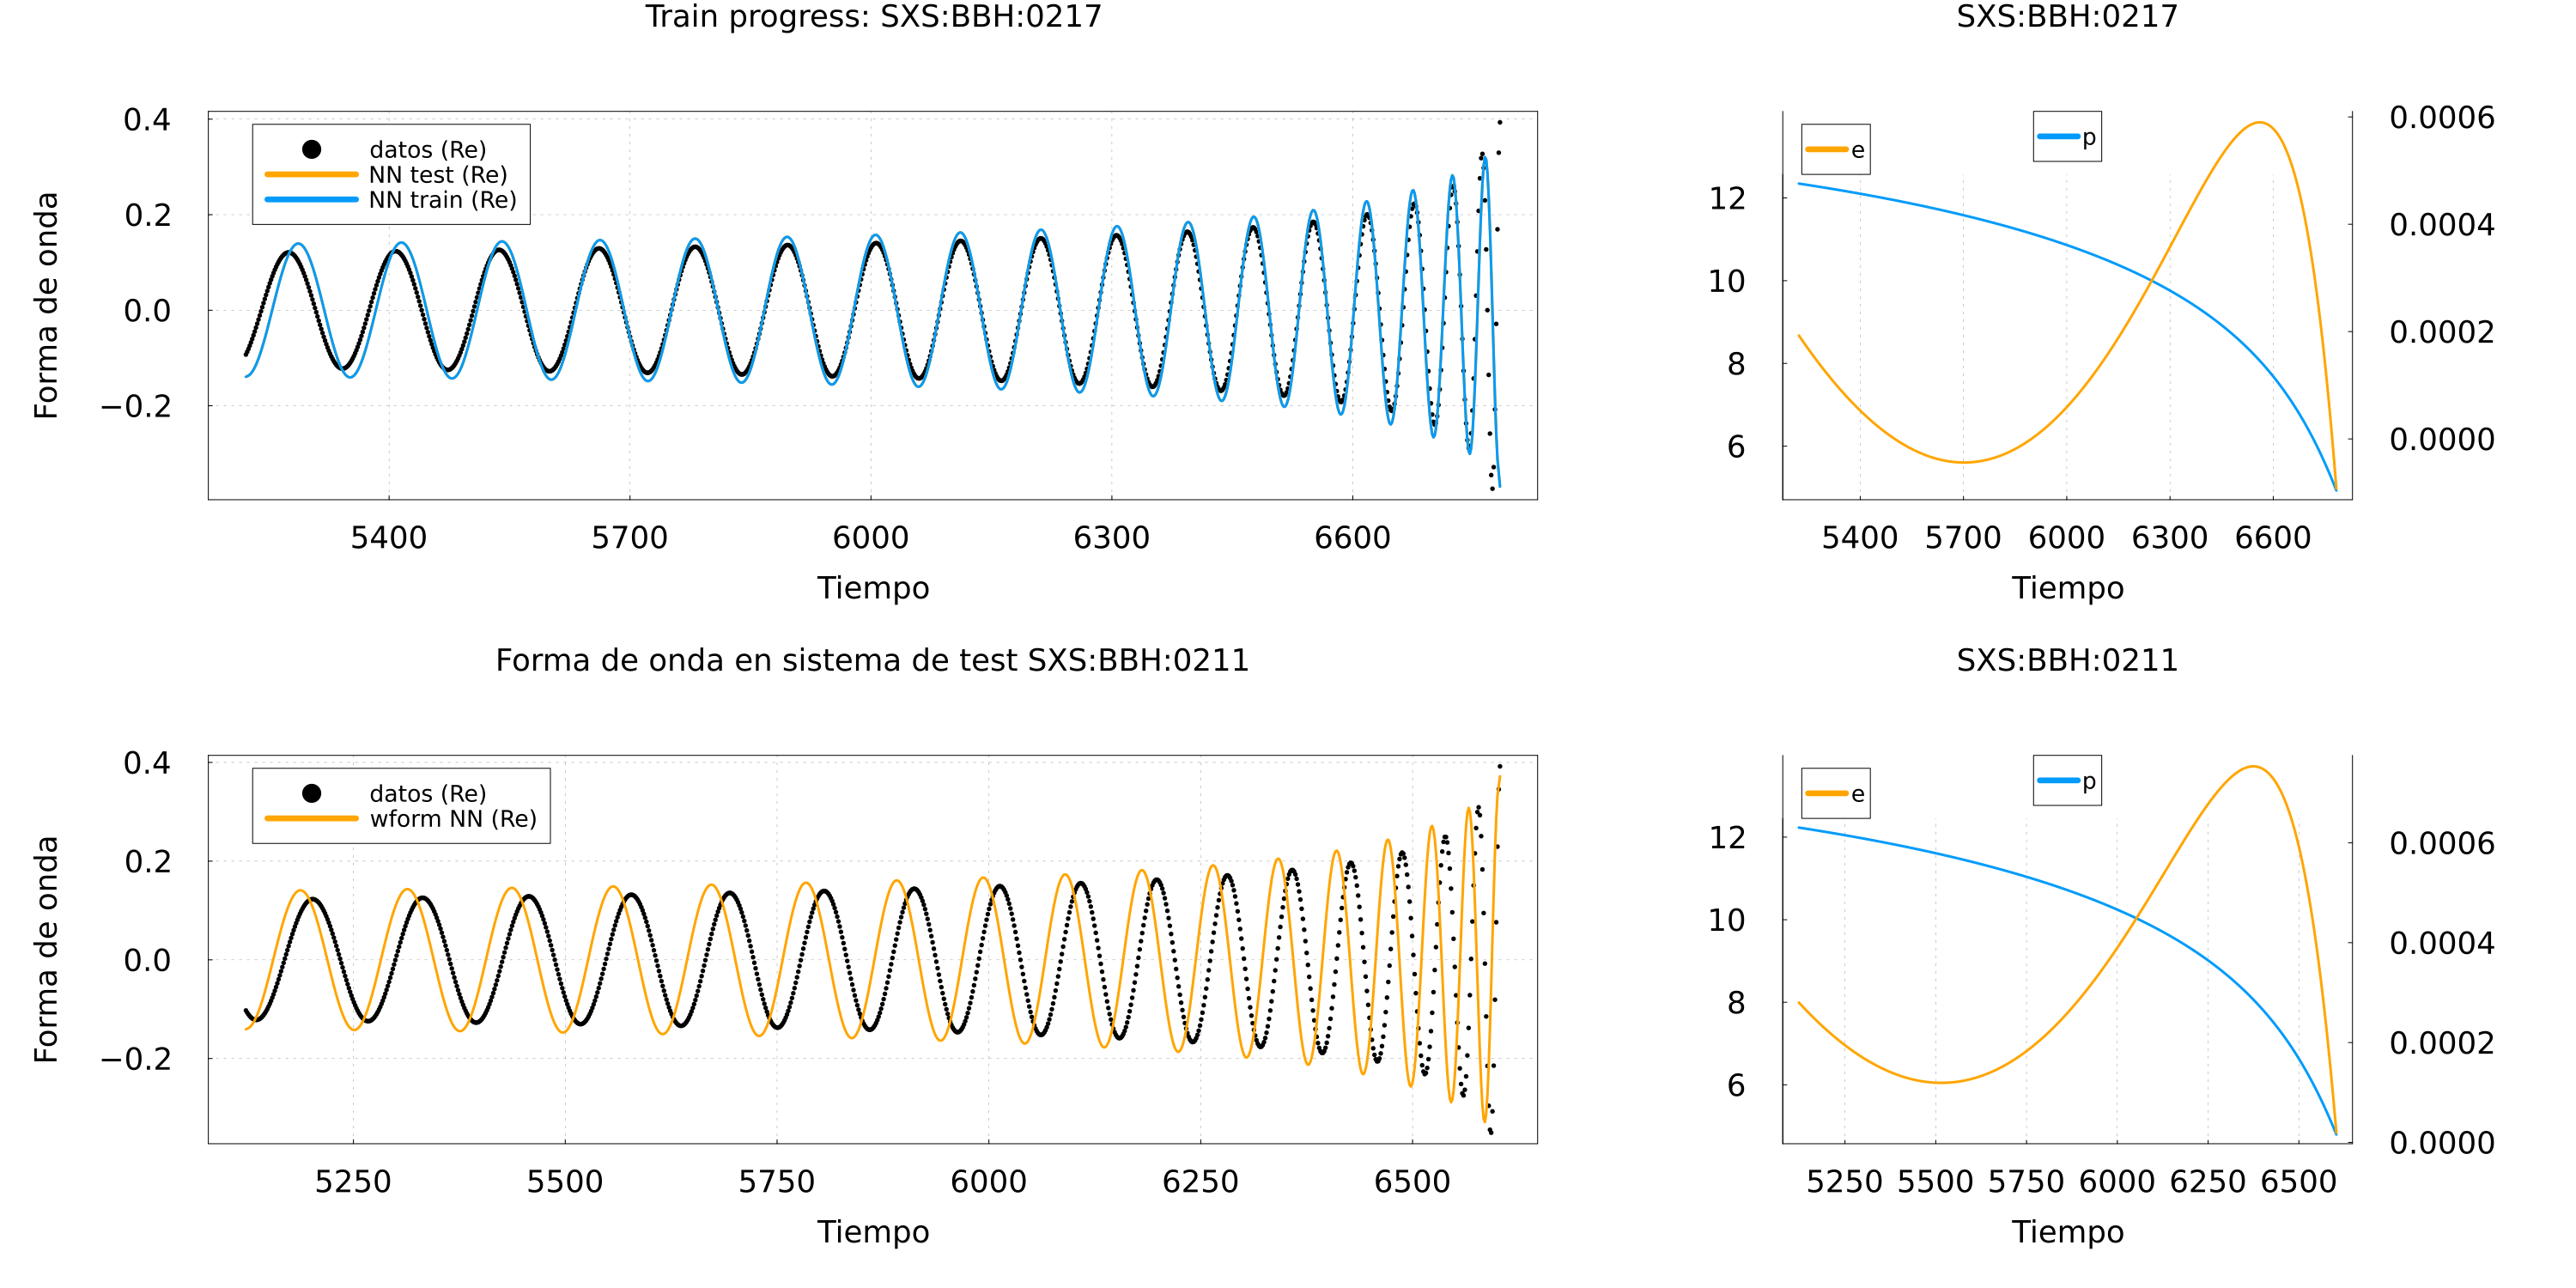 Train progress: SXS:BBH:0217
0.4
0.2
0.0
−0.2
Forma de onda
datos (Re)
NN test (Re)
NN train (Re)
5400 5700 6000 6300 6600
Tiempo
SXS:BBH:0217
e
p
12
10
8
6
0.0006
0.0004
0.0002
0.0000
5400 5700 6000 6300 6600
Tiempo
Forma de onda en sistema de test SXS:BBH:0211
0.4
0.2
0.0
−0.2
Forma de onda
datos (Re)
wform NN (Re)
5250 5500 5750 6000 6250 6500
Tiempo
SXS:BBH:0211
e
p
12
10
8
6
0.0006
0.0004
0.0002
0.0000
5250 5500 5750 6000 6250 6500
Tiempo